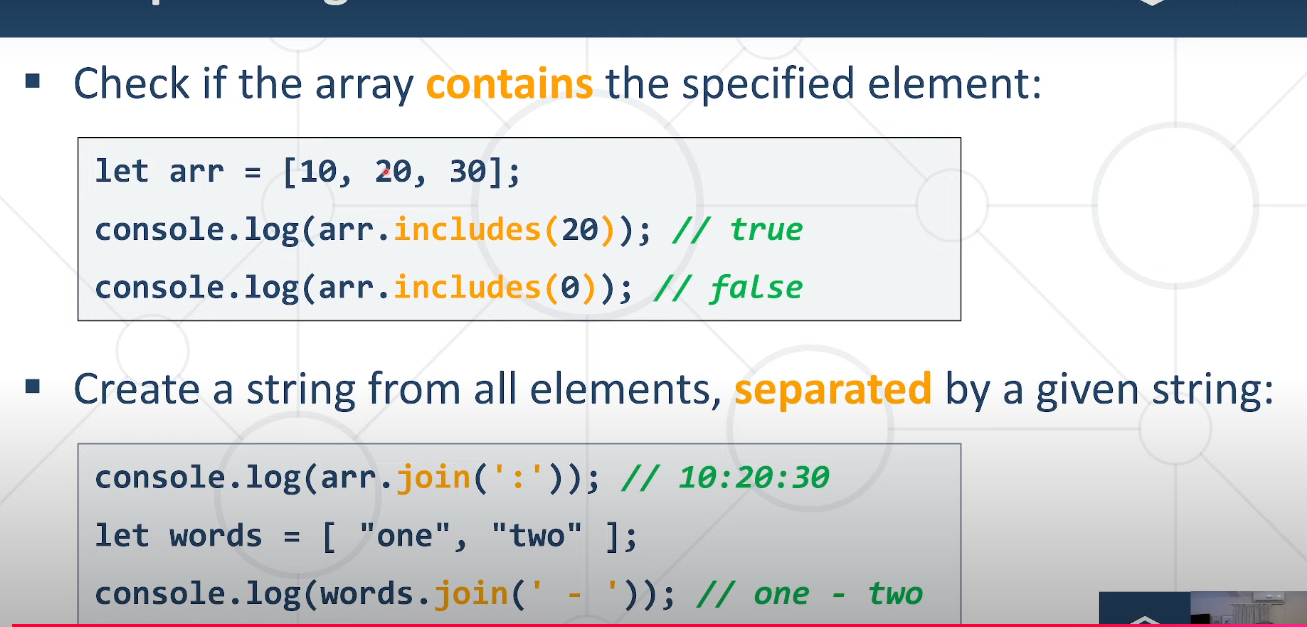 Check if the array contains the specified element:
let arr = [10, 20, 30];
console.log(arr.includes(20)); // true
console.log(arr.includes(0)); // false
Create a string from all elements, separated by a given string:
console.log(arr.join(':')); // 10:20:30
let words = [ "one", "two" ];
console.log(words.join(' - ')); // one - two